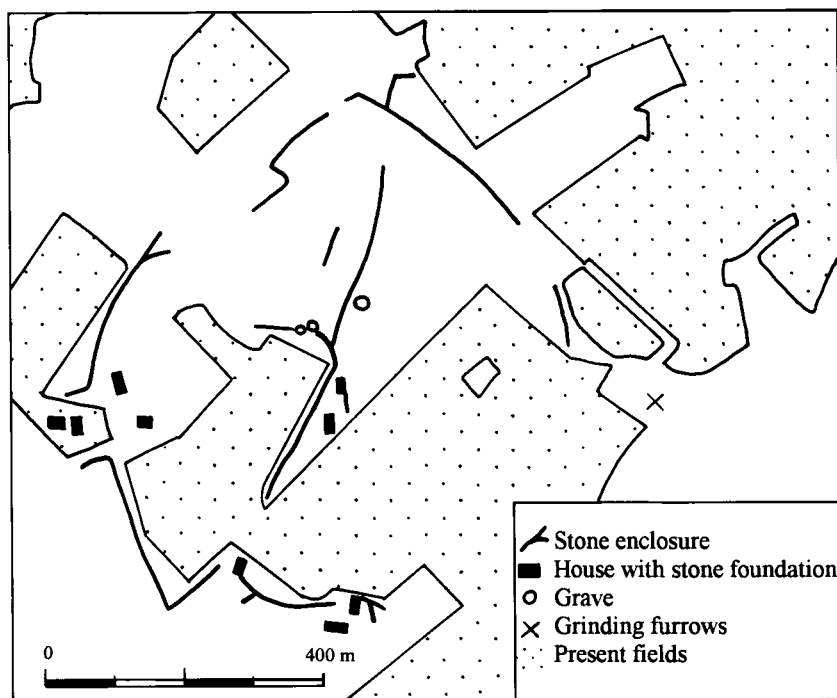 Stone enclosure
House with stone foundation
Grave
Grinding furrows
Present fields
0 400 m